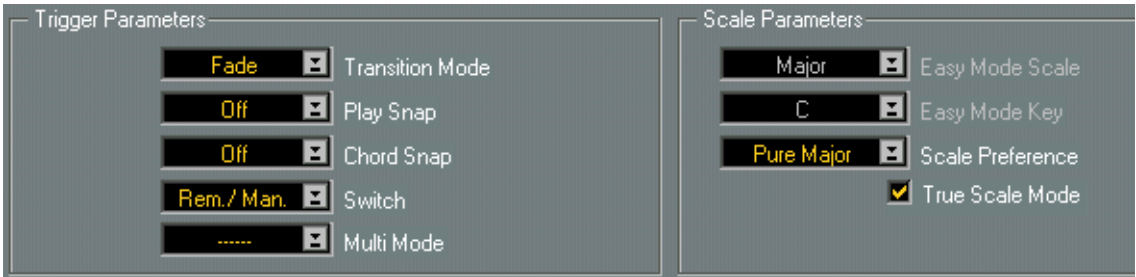 Trigger Parameters
Fade Transition Mode
Off Play Snap
Off Chord Snap
Rem./ Man. Switch
------ Multi Mode
Scale Parameters
Major Easy Mode Scale
C Easy Mode Key
Pure Major Scale Preference
True Scale Mode